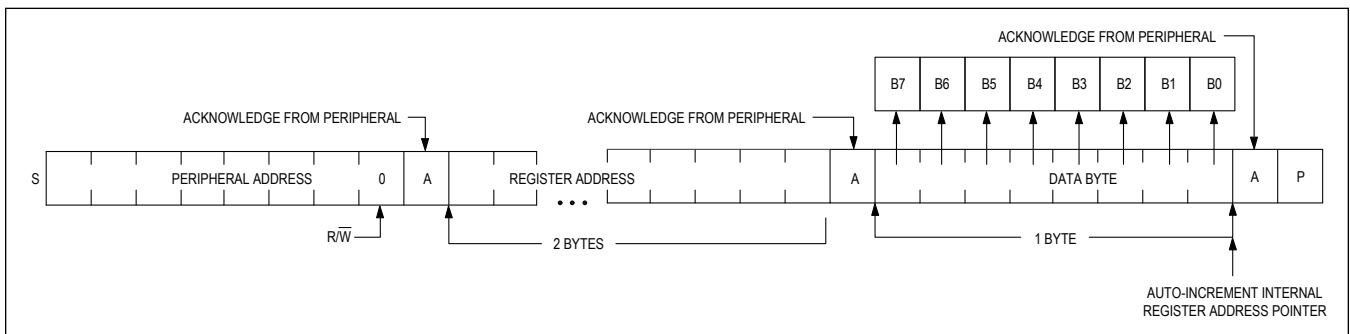 ACKNOWLEDGE FROM PERIPHERAL
B7 B6 B5 B4 B3 B2 B1 B0
ACKNOWLEDGE FROM PERIPHERAL
ACKNOWLEDGE FROM PERIPHERAL
S PERIPHERAL ADDRESS 0 A REGISTER ADDRESS A DATA BYTE A P
• • •
R/W̅
2 BYTES
1 BYTE
AUTO-INCREMENT INTERNAL
REGISTER ADDRESS POINTER